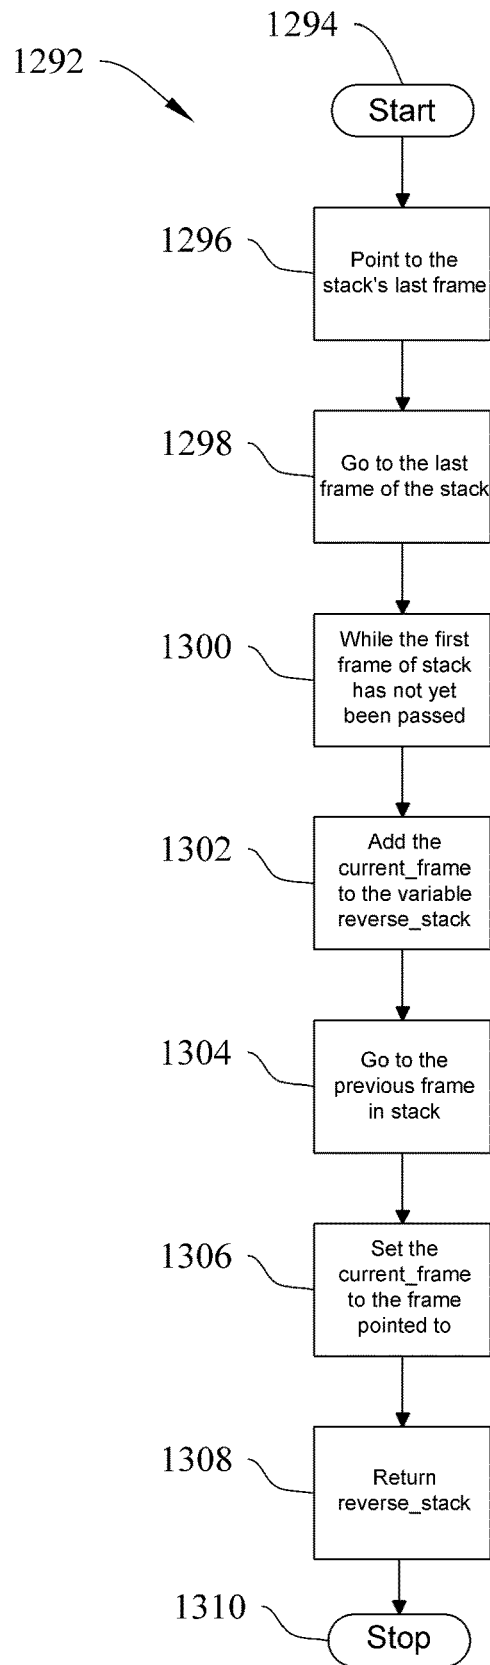 1294
1292
Start
1296
Point to the
stack's last frame
1298
Go to the last
frame of the stack
1300
While the first
frame of stack
has not yet
been passed
1302
Add the
current_frame
to the variable
reverse_stack
1304
Go to the
previous frame
in stack
1306
Set the
current_frame
to the frame
pointed to
1308
Return
reverse_stack
1310
Stop